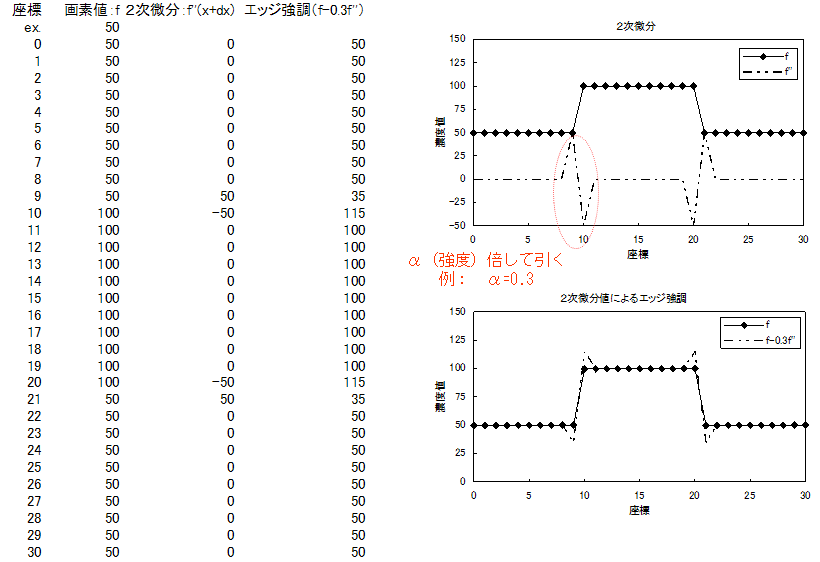 座標 画素値：f ２次微分：f''(x+dx) エッジ強調(f-0.3f'')
ex. 50
0 50 0 50
1 50 0 50
2 50 0 50
3 50 0 50
4 50 0 50
5 50 0 50
6 50 0 50
7 50 0 50
8 50 0 50
9 50 50 35
10 100 -50 115
11 100 0 100
12 100 0 100
13 100 0 100
14 100 0 100
15 100 0 100
16 100 0 100
17 100 0 100
18 100 0 100
19 100 0 100
20 100 -50 115
21 50 50 35
22 50 0 50
23 50 0 50
24 50 0 50
25 50 0 50
26 50 0 50
27 50 0 50
28 50 0 50
29 50 0 50
30 50 0 50
２次微分
150
125
100
75
50
25
0
-25
-50
濃度値
f
f''
0 5 10 15 20 25 30
座標
α（強度）倍して引く
例： α=0.3
２次微分値によるエッジ強調
150
125
100
75
50
25
0
濃度値
f
f-0.3f''
0 5 10 15 20 25 30
座標